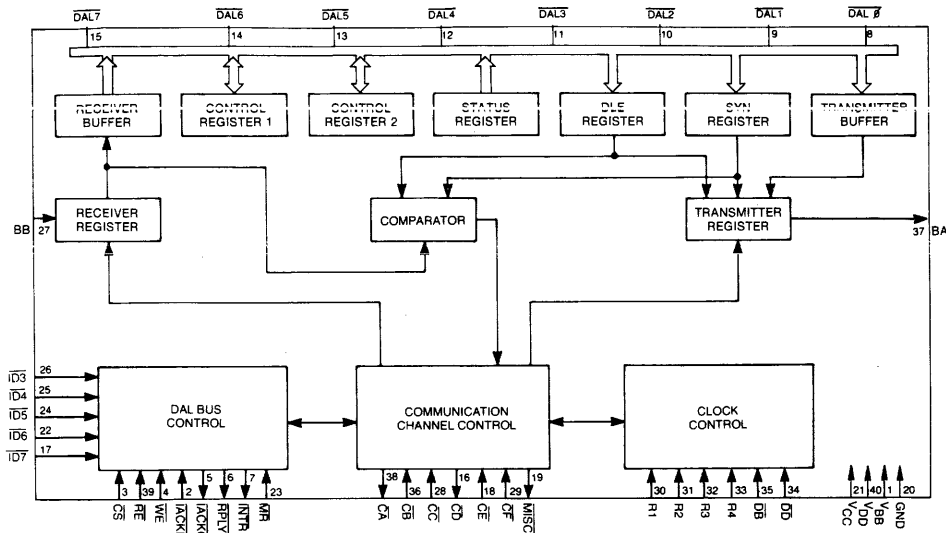 DAL7 DAL6 DAL5 DAL4 DAL3 DAL2 DAL1 DAL 0
15 14 13 12 11 10 9 8
RECEIVER BUFFER
CONTROL REGISTER 1
CONTROL REGISTER 2
STATUS REGISTER
DLE REGISTER
SYN REGISTER
TRANSMITTER BUFFER
BB 27
RECEIVER REGISTER
COMPARATOR
TRANSMITTER REGISTER
37 BA
ID3 26
ID4 25
ID5 24
ID6 22
ID7 17
DAL BUS CONTROL
COMMUNICATION CHANNEL CONTROL
CLOCK CONTROL
3 39 4 2 5 6 7 23
CS RE WE IACKI IACKO RPLY INTR MR
38 36 28 16 18 29 19
CA CB CC CD CE CF MISC
30 31 32 33 35 34
R1 R2 R3 R4 DB DD
21 40 1 20
VCC VDD VBB GND